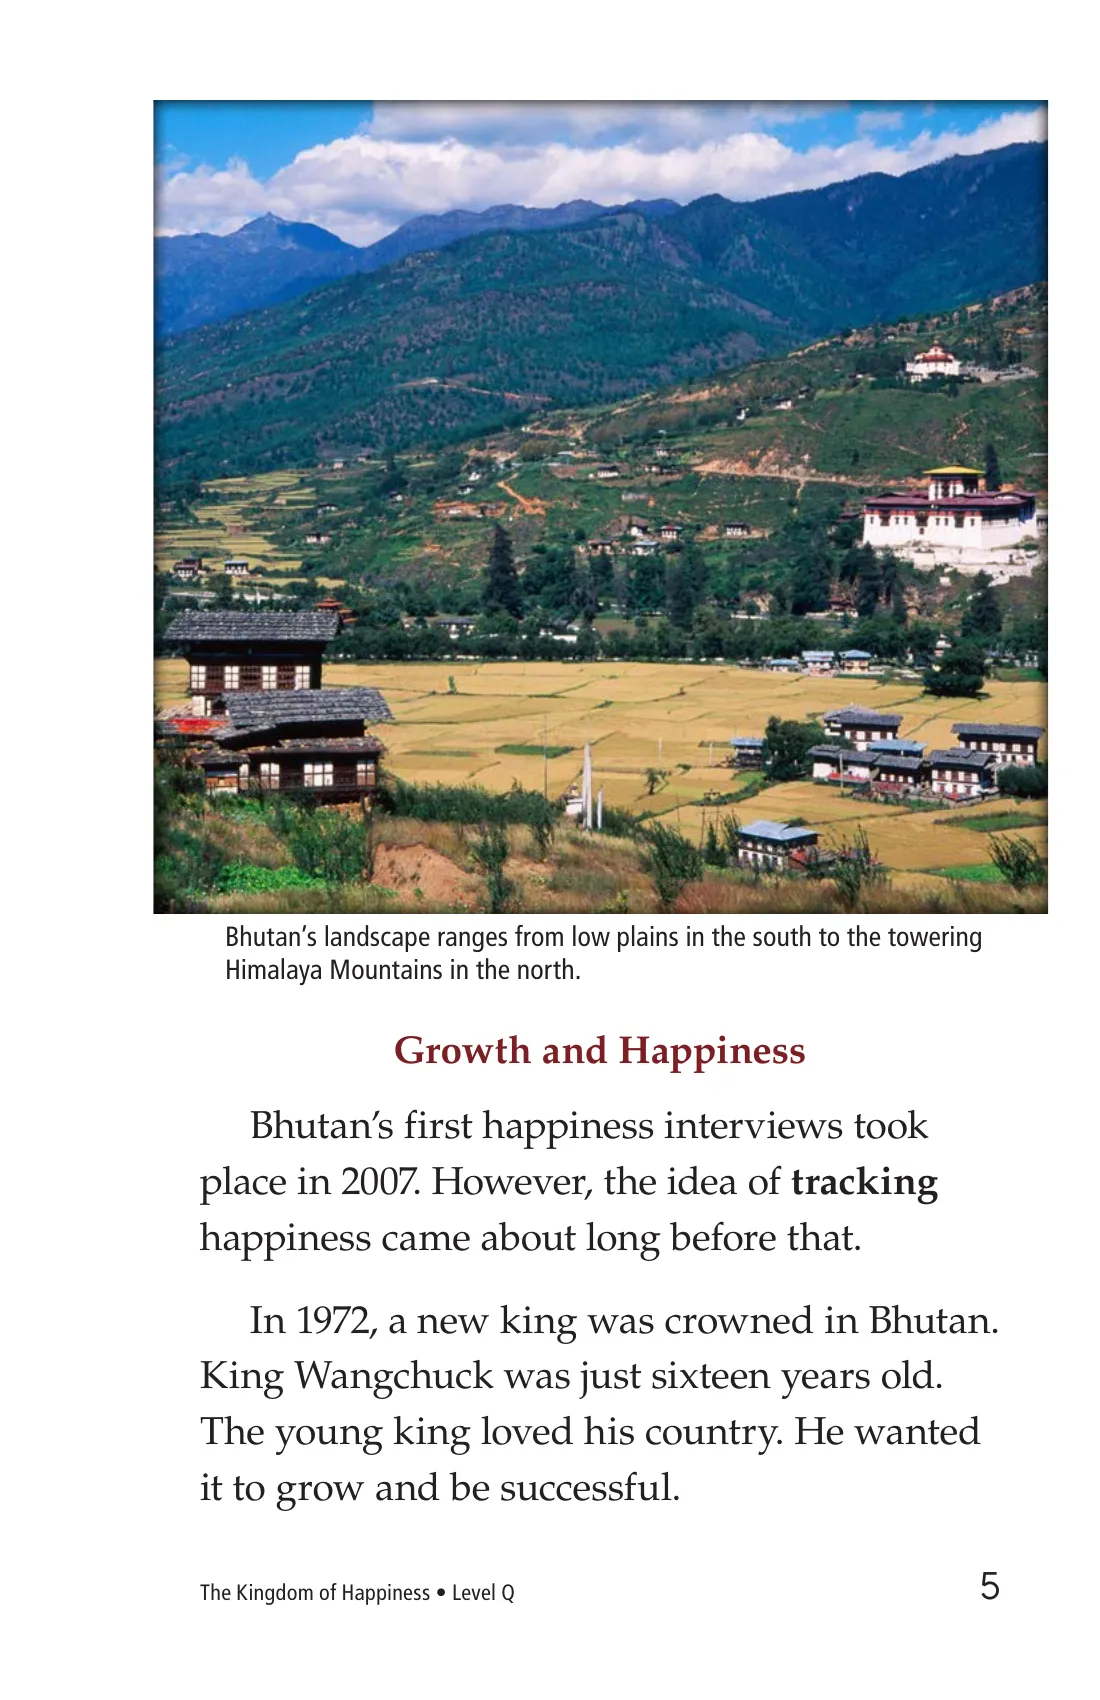 Bhutan’s landscape ranges from low plains in the south to the towering
Himalaya Mountains in the north.
Growth and Happiness
Bhutan’s first happiness interviews took
place in 2007. However, the idea of tracking
happiness came about long before that.
In 1972, a new king was crowned in Bhutan.
King Wangchuck was just sixteen years old.
The young king loved his country. He wanted
it to grow and be successful.
The Kingdom of Happiness • Level Q
5